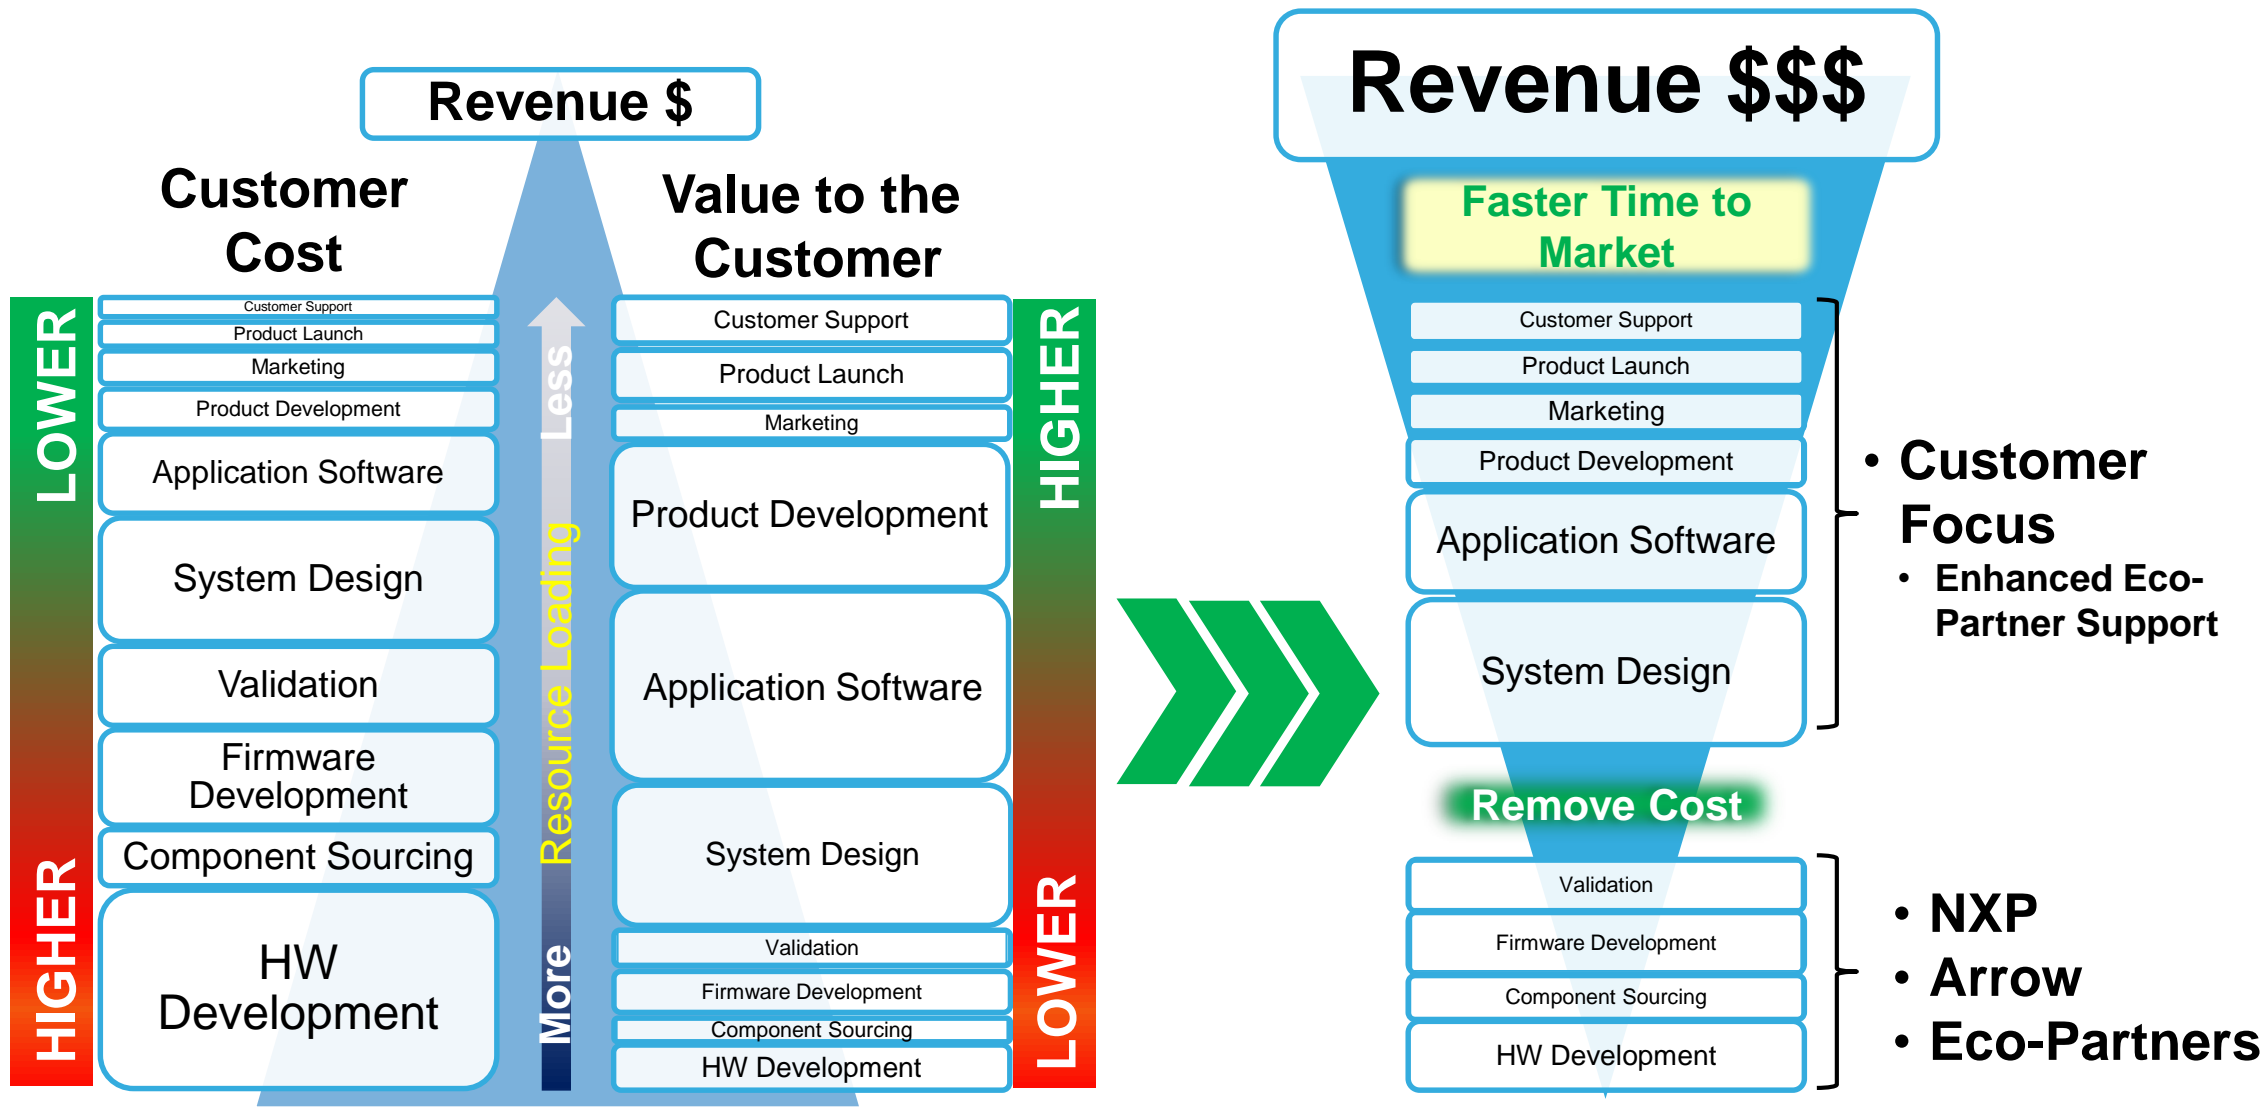 Revenue $
Customer
Cost
LOWER
HIGHER
Customer Support
Product Launch
Marketing
Product Development
Application Software
System Design
Validation
Firmware
Development
Component Sourcing
HW
Development
Less
Resource Loading
More
Value to the
Customer
Customer Support
Product Launch
Marketing
Product Development
Application Software
System Design
Validation
Firmware Development
Component Sourcing
HW Development
HIGHER
LOWER
Revenue $$$
Faster Time to
Market
Customer Support
Product Launch
Marketing
Product Development
Application Software
System Design
• Customer
Focus
• Enhanced Eco-
Partner Support
Remove Cost
Validation
Firmware Development
Component Sourcing
HW Development
• NXP
• Arrow
• Eco-Partners